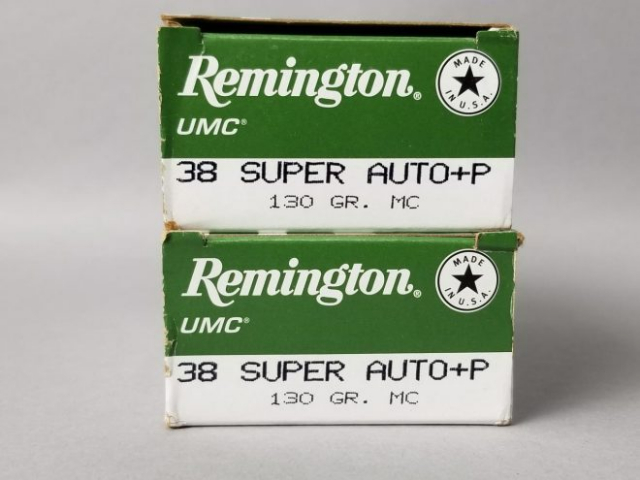 Remington®
MADE
IN U.S.A.
UMC®
38 SUPER AUTO+P
130 GR. MC
Remington®
MADE
IN U.S.A.
UMC®
38 SUPER AUTO+P
130 GR. MC